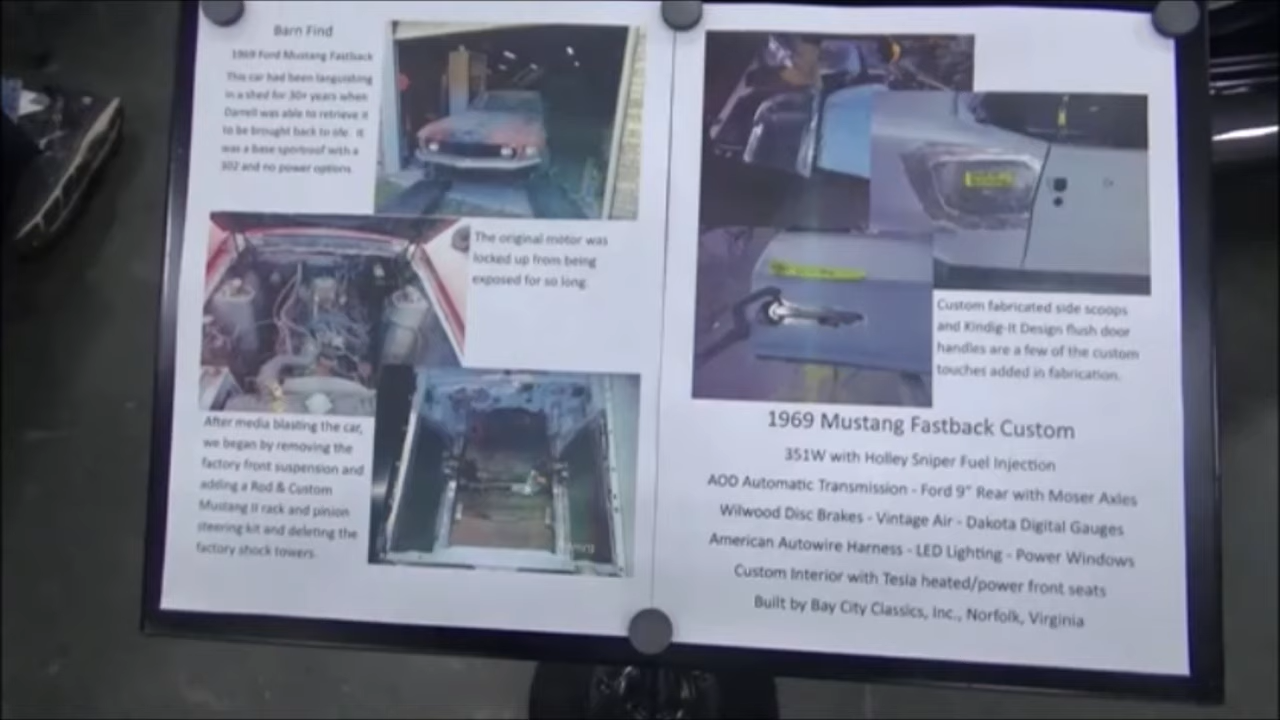 Barn Find
1969 Ford Mustang Fastback
This car had been languishing
in a shed for 30+ years when
Darrell was able to retrieve it
to be brought back to life. It
was a base sportsroof with a
302 and no power options.
The original motor was
locked up from being
exposed for so long.
After media blasting the car,
we began by removing the
factory front suspension and
adding a Rod & Custom
Mustang II rack and pinion
steering kit and deleting the
factory shock towers.
Custom fabricated side scoops
and Kindig-It Design flush door
handles are a few of the custom
touches added in fabrication.
1969 Mustang Fastback Custom
351W with Holley Sniper Fuel Injection
AOD Automatic Transmission - Ford 9" Rear with Moser Axles
Wilwood Disc Brakes - Vintage Air - Dakota Digital Gauges
American Autowire Harness - LED Lighting - Power Windows
Custom Interior with Tesla heated/power front seats
Built by Bay City Classics, Inc., Norfolk, Virginia